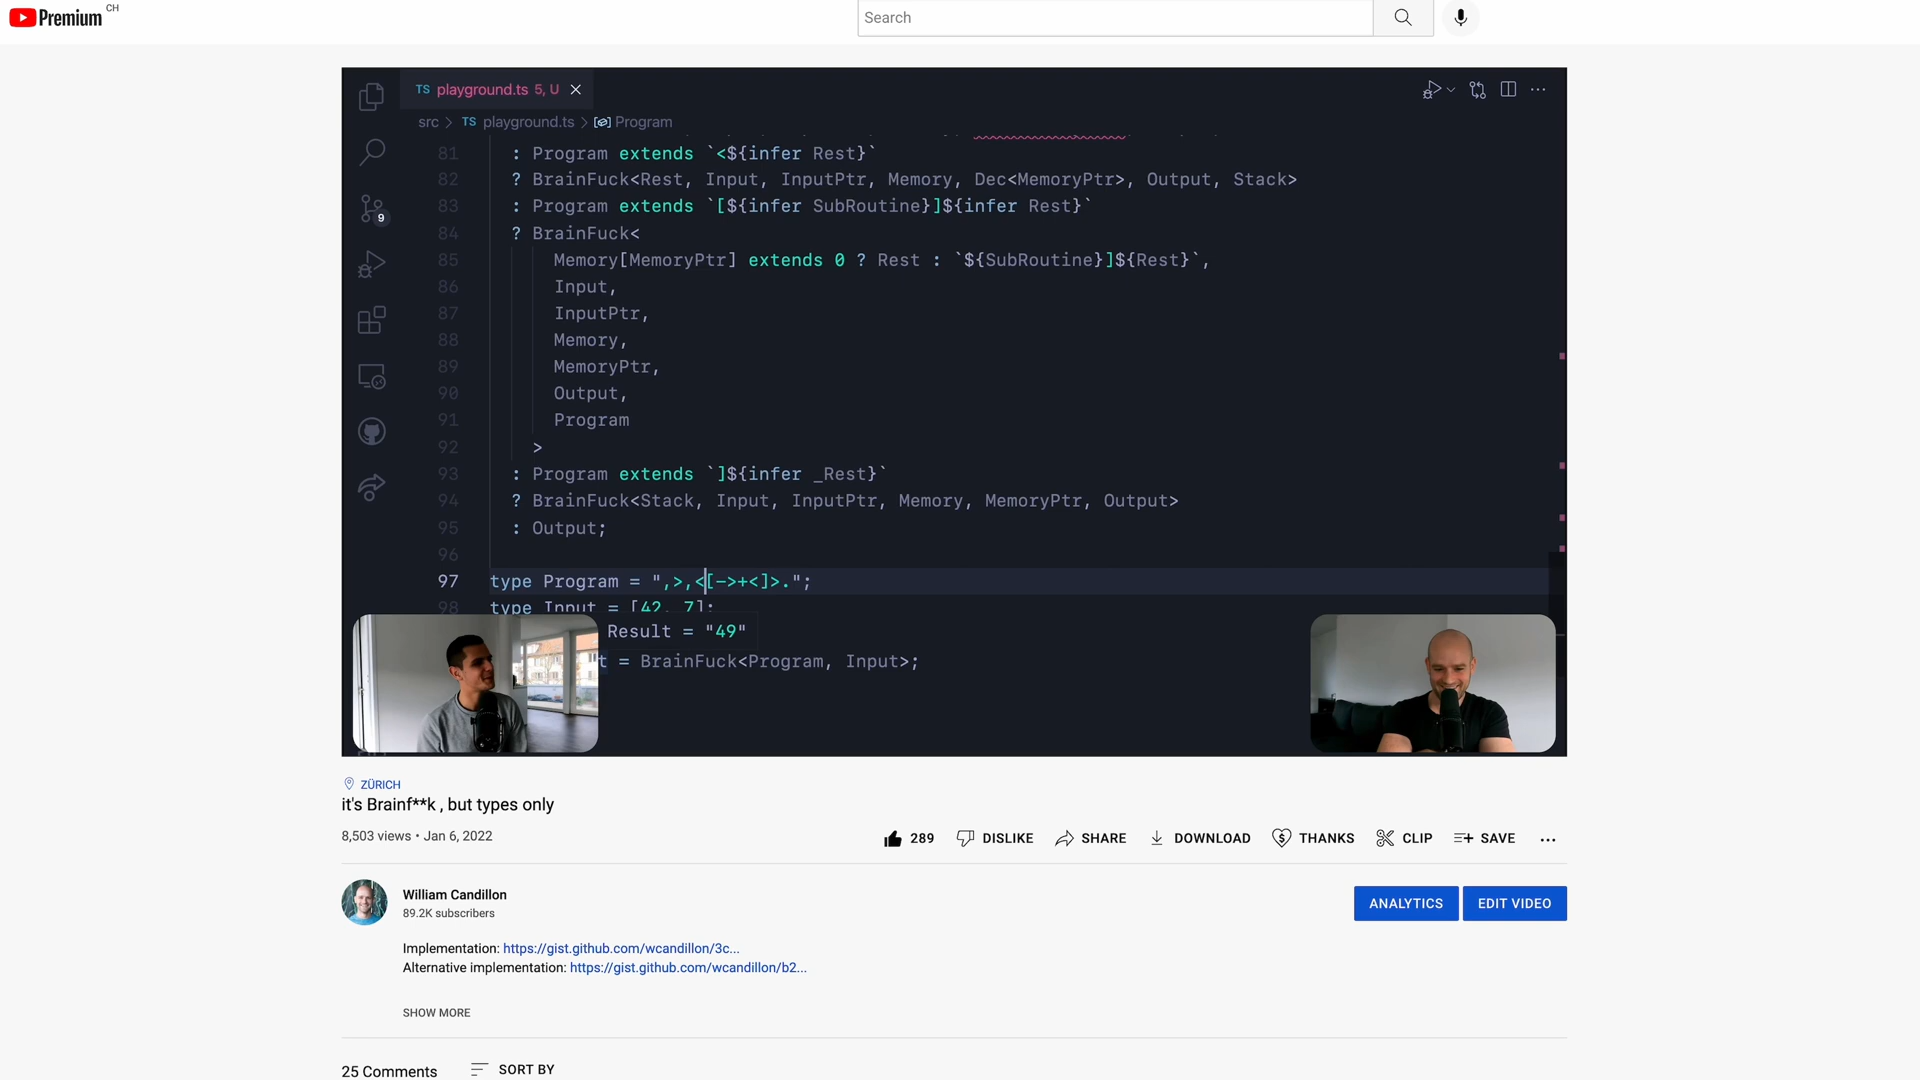 Premium CH
Search
TS playground.ts 5, U
src > TS playground.ts > Program
81 : Program extends `<${infer Rest}`
82 ? BrainFuck<Rest, Input, InputPtr, Memory, Dec<MemoryPtr>, Output, Stack>
83 : Program extends `[${infer SubRoutine}]${infer Rest}`
84 ? BrainFuck<
85 Memory[MemoryPtr] extends 0 ? Rest : `${SubRoutine}]${Rest}`,
86 Input,
87 InputPtr,
88 Memory,
89 MemoryPtr,
90 Output,
91 Program
92 >
93 : Program extends `]${infer _Rest}`
94 ? BrainFuck<Stack, Input, InputPtr, Memory, MemoryPtr, Output>
95 : Output;
96
97 type Program = ",>,<[->+<]>.";
98 type Input = [42, 7];
Result = "49"
t = BrainFuck<Program, Input>;
9
ZÜRICH
it's Brainf**k , but types only
8,503 views • Jan 6, 2022
289 DISLIKE SHARE DOWNLOAD THANKS CLIP SAVE
William Candillon
89.2K subscribers
ANALYTICS EDIT VIDEO
Implementation: https://gist.github.com/wcandillon/3c...
Alternative implementation: https://gist.github.com/wcandillon/b2...
SHOW MORE
25 Comments SORT BY